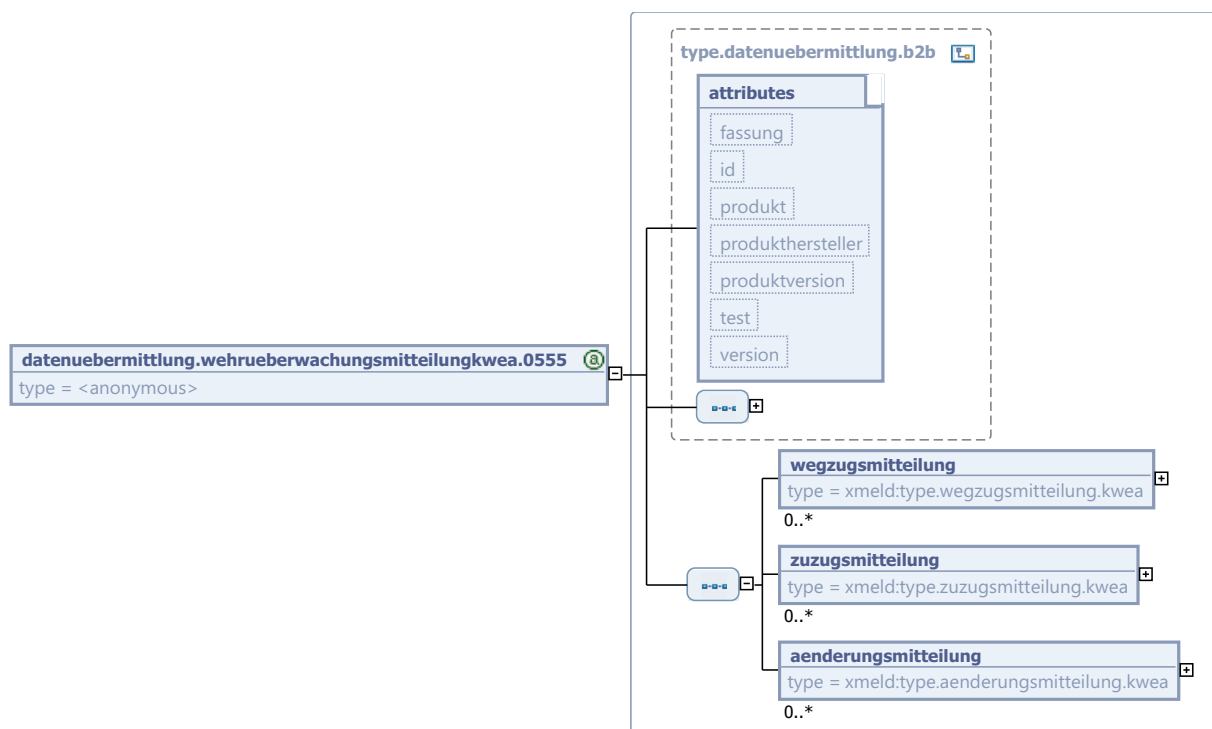 type.datenuebermittlung.b2b
attributes
fassung
id
produkt
produkthersteller
produktversion
test
version
datenuebermittlung.wehrueberwachungsmitteilungkwea.0555 @
type = <anonymous>
wegzugsmitteilung
type = xmeld:type.wegzugsmitteilung.kwea
0..*
zuzugsmitteilung
type = xmeld:type.zuzugsmitteilung.kwea
0..*
aenderungsmitteilung
type = xmeld:type.aenderungsmitteilung.kwea
0..*